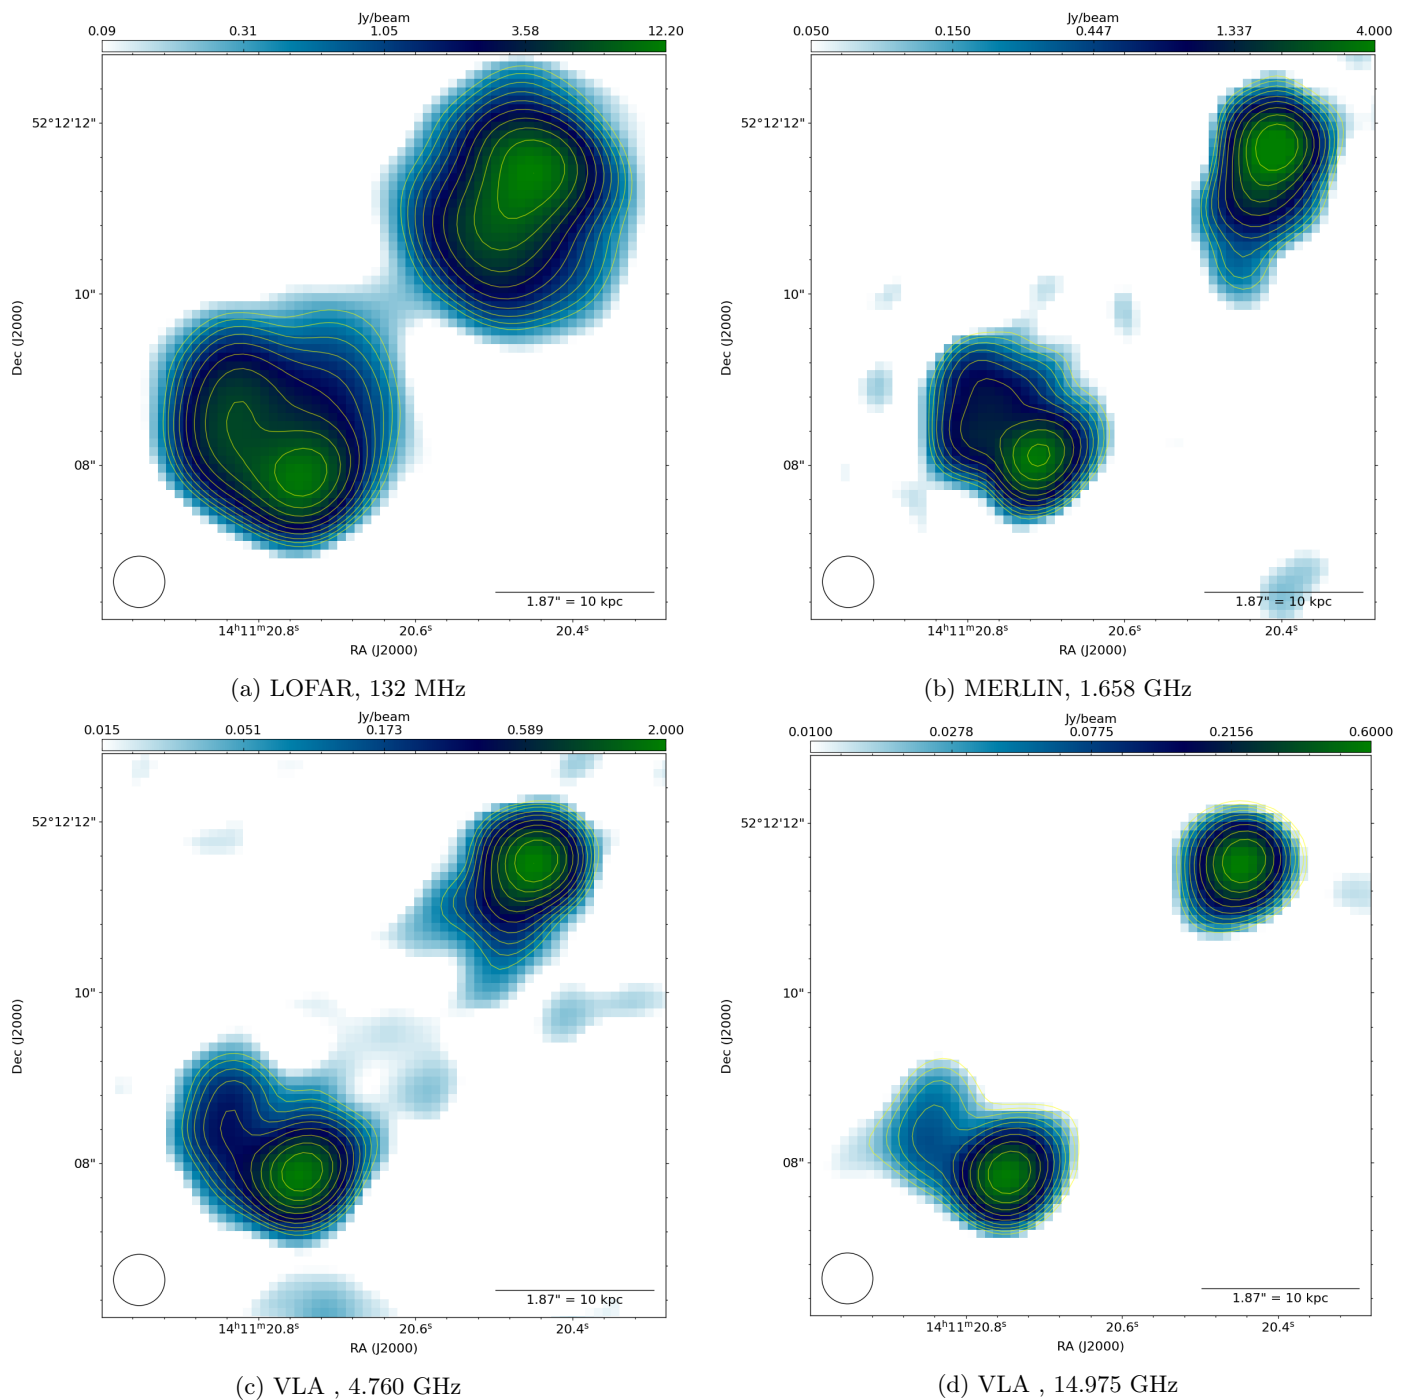 Jy/beam
0.09 0.31 1.05 3.58 12.20
52°12'12"
10"
08"
Dec (J2000)
1.87" = 10 kpc
14ʰ11ᵐ20.8ˢ 20.6ˢ 20.4ˢ
RA (J2000)
(a) LOFAR, 132 MHz
Jy/beam
0.050 0.150 0.447 1.337 4.000
52°12'12"
10"
08"
Dec (J2000)
1.87" = 10 kpc
14ʰ11ᵐ20.8ˢ 20.6ˢ 20.4ˢ
RA (J2000)
(b) MERLIN, 1.658 GHz
Jy/beam
0.015 0.051 0.173 0.589 2.000
52°12'12"
10"
08"
Dec (J2000)
1.87" = 10 kpc
14ʰ11ᵐ20.8ˢ 20.6ˢ 20.4ˢ
RA (J2000)
(c) VLA , 4.760 GHz
Jy/beam
0.0100 0.0278 0.0775 0.2156 0.6000
52°12'12"
10"
08"
Dec (J2000)
1.87" = 10 kpc
14ʰ11ᵐ20.8ˢ 20.6ˢ 20.4ˢ
RA (J2000)
(d) VLA , 14.975 GHz